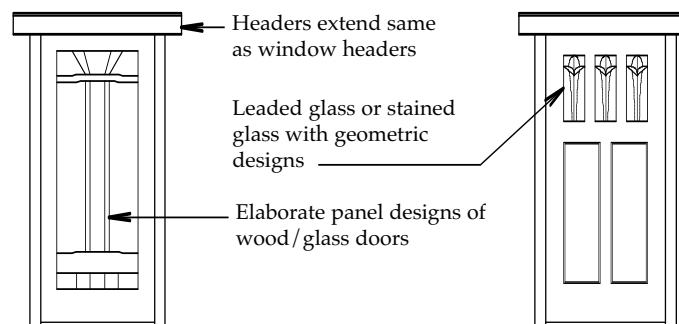 Headers extend same
as window headers
Leaded glass or stained
glass with geometric
designs
Elaborate panel designs of
wood/glass doors